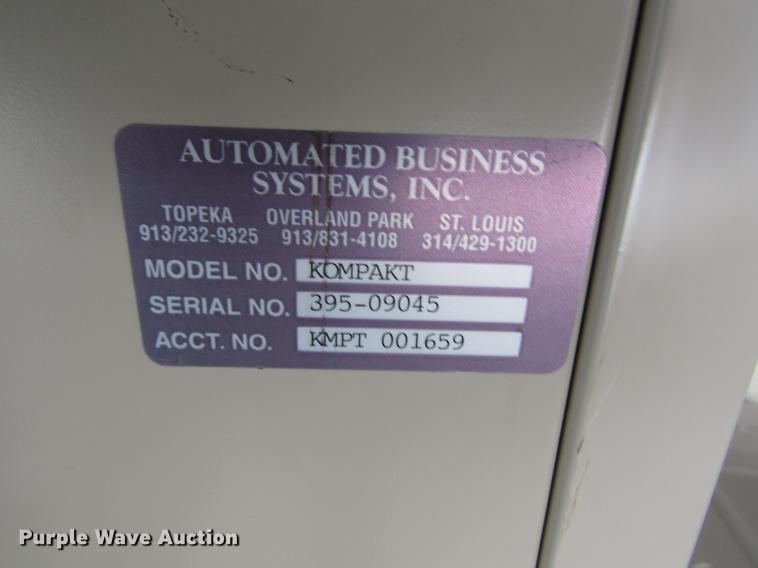 AUTOMATED BUSINESS
SYSTEMS, INC.
TOPEKA OVERLAND PARK ST. LOUIS
913/232-9325 913/831-4108 314/429-1300
MODEL NO. KOMPAKT
SERIAL NO. 395-09045
ACCT. NO. KMPT 001659
Purple Wave Auction